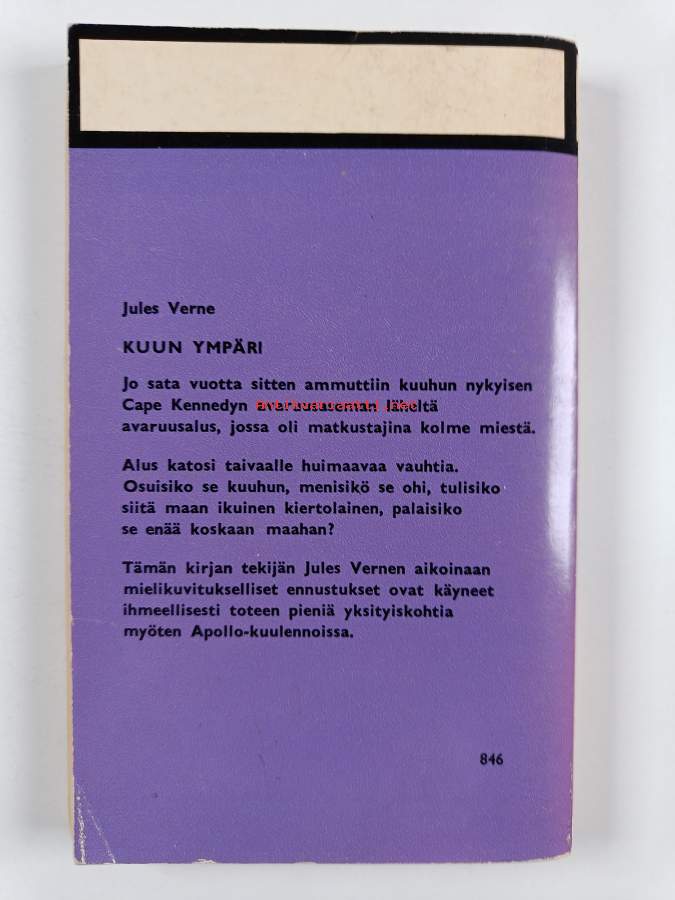 Jules Verne
KUUN YMPÄRI
Jo sata vuotta sitten ammuttiin kuuhun nykyisen
Cape Kennedyn avaruusaseman läheltä
avaruusalus, jossa oli matkustajina kolme miestä.
Alus katosi taivaalle huimaavaa vauhtia.
Osuisiko se kuuhun, menisikö se ohi, tulisiko
siitä maan ikuinen kiertolainen, palaisiko
se enää koskaan maahan?
Tämän kirjan tekijän Jules Vernen aikoinaan
mielikuvitukselliset ennustukset ovat käyneet
ihmeellisesti toteen pieniä yksityiskohtia
myöten Apollo-kuulennoissa.
846